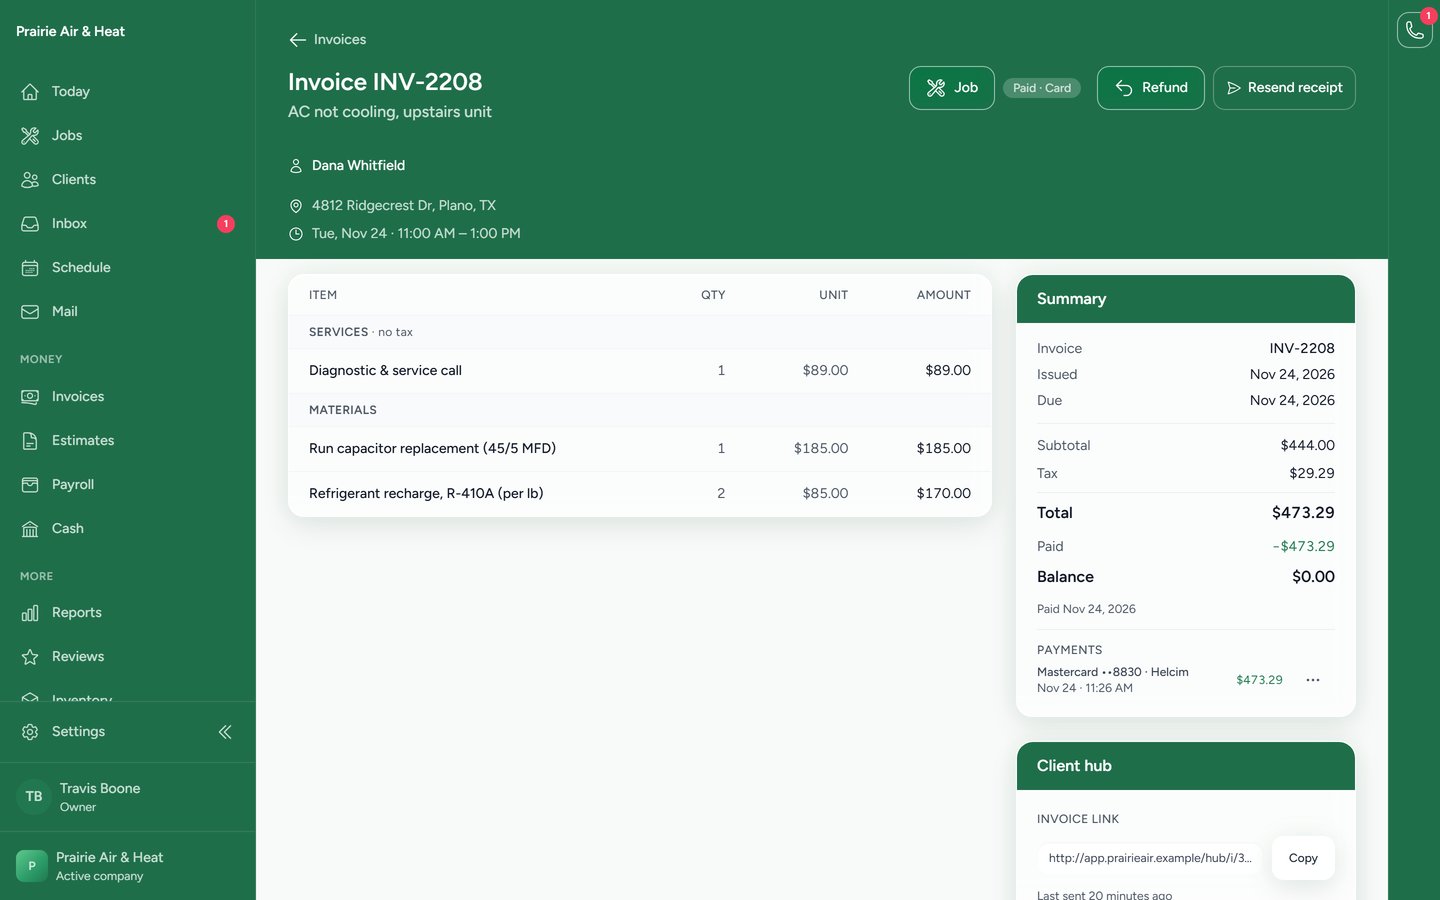 Prairie Air & Heat
Today
Jobs
Clients
Inbox 1
Schedule
Mail
MONEY
Invoices
Estimates
Payroll
Cash
MORE
Reports
Reviews
Inventory
Settings
TB
Travis Boone
Owner
P
Prairie Air & Heat
Active company
Invoices
Invoice INV-2208
AC not cooling, upstairs unit
Job
Paid · Card
Refund
Resend receipt
1
Dana Whitfield
4812 Ridgecrest Dr, Plano, TX
Tue, Nov 24 · 11:00 AM – 1:00 PM
ITEM QTY UNIT AMOUNT
SERVICES · no tax
Diagnostic & service call 1 $89.00 $89.00
MATERIALS
Run capacitor replacement (45/5 MFD) 1 $185.00 $185.00
Refrigerant recharge, R-410A (per lb) 2 $85.00 $170.00
Summary
Invoice INV-2208
Issued Nov 24, 2026
Due Nov 24, 2026
Subtotal $444.00
Tax $29.29
Total $473.29
Paid -$473.29
Balance $0.00
Paid Nov 24, 2026
PAYMENTS
Mastercard ••8830 · Helcim
Nov 24 · 11:26 AM
$473.29 ...
Client hub
INVOICE LINK
http://app.prairieair.example/hub/i/3...
Copy
Last sent 20 minutes ago